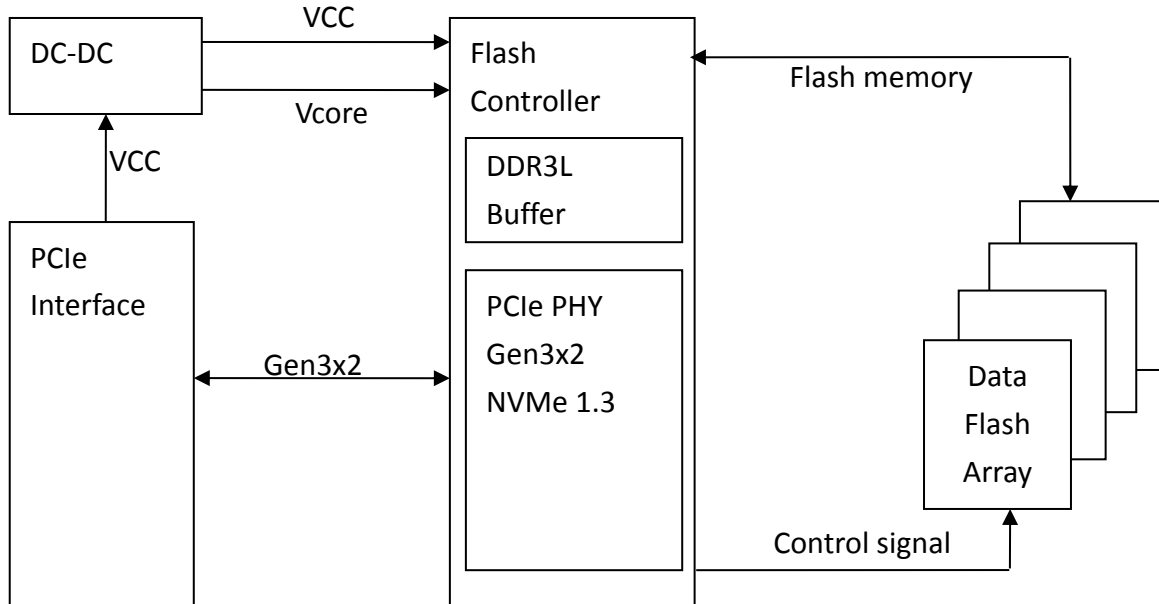 VCC
DC-DC
Flash
Controller
Flash memory
Vcore
VCC
DDR3L
Buffer
PCIe
Interface
PCIe PHY
Gen3x2
NVMe 1.3
Gen3x2
Data
Flash
Array
Control signal